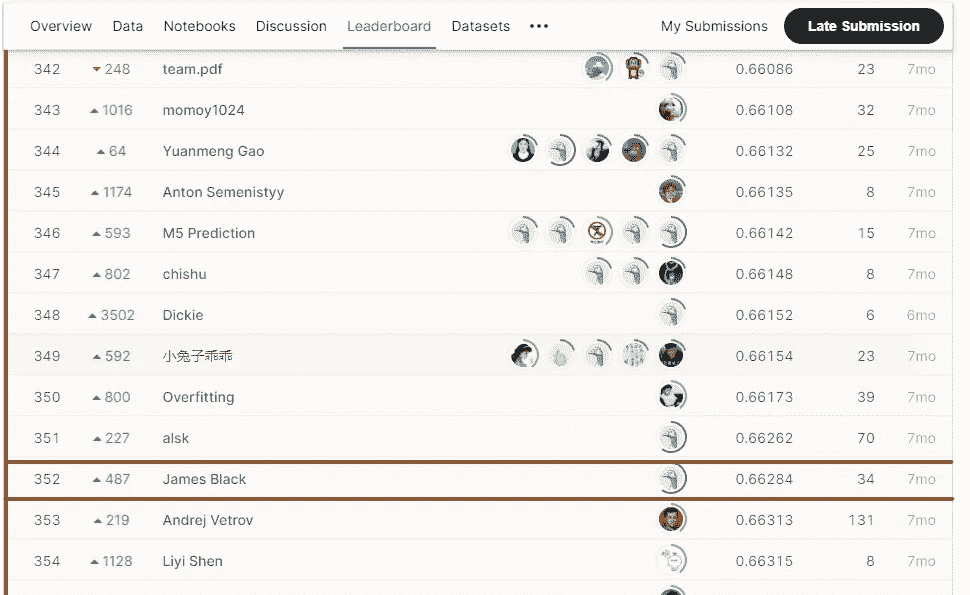 Overview Data Notebooks Discussion Leaderboard Datasets ••• My Submissions Late Submission
342 ▼ 248 team.pdf 0.66086 23 7mo
343 ▲ 1016 momoy1024 0.66108 32 7mo
344 ▲ 64 Yuanmeng Gao 0.66132 25 7mo
345 ▲ 1174 Anton Semenistyy 0.66135 8 7mo
346 ▲ 593 M5 Prediction 0.66142 15 7mo
347 ▲ 802 chishu 0.66148 8 7mo
348 ▲ 3502 Dickie 0.66152 6 6mo
349 ▲ 592 小兔子乖乖 0.66154 23 7mo
350 ▲ 800 Overfitting 0.66173 39 7mo
351 ▲ 227 alsk 0.66262 70 7mo
352 ▲ 487 James Black 0.66284 34 7mo
353 ▲ 219 Andrej Vetrov 0.66313 131 7mo
354 ▲ 1128 Liyi Shen 0.66315 8 7mo